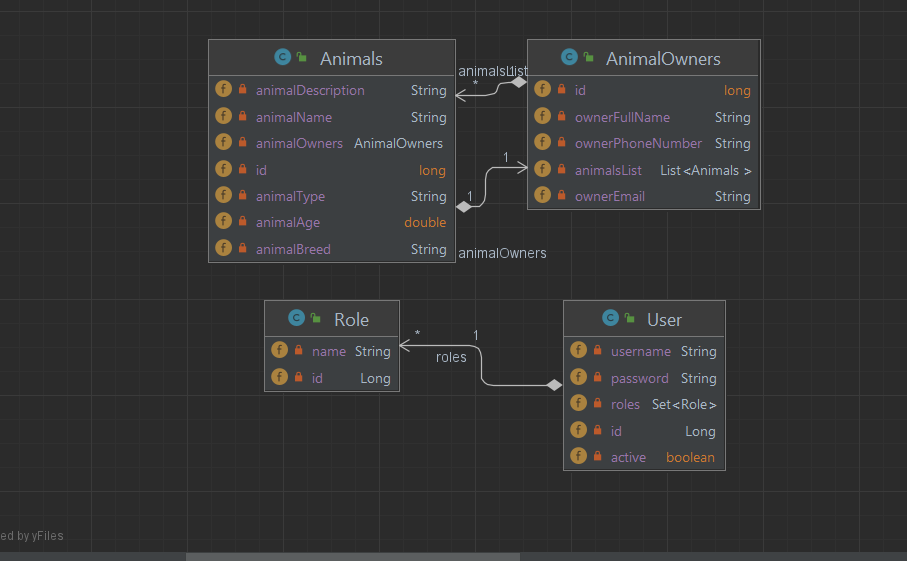 Animals
animalDescription String
animalName String
animalOwners AnimalOwners
id long
animalType String
animalAge double
animalBreed String
animalsList
1
*
1
1
animalOwners
AnimalOwners
id long
ownerFullName String
ownerPhoneNumber String
animalsList List<Animals >
ownerEmail String
Role
name String
id Long
*
1
roles
User
username String
password String
roles Set<Role>
id Long
active boolean
ed by yFiles